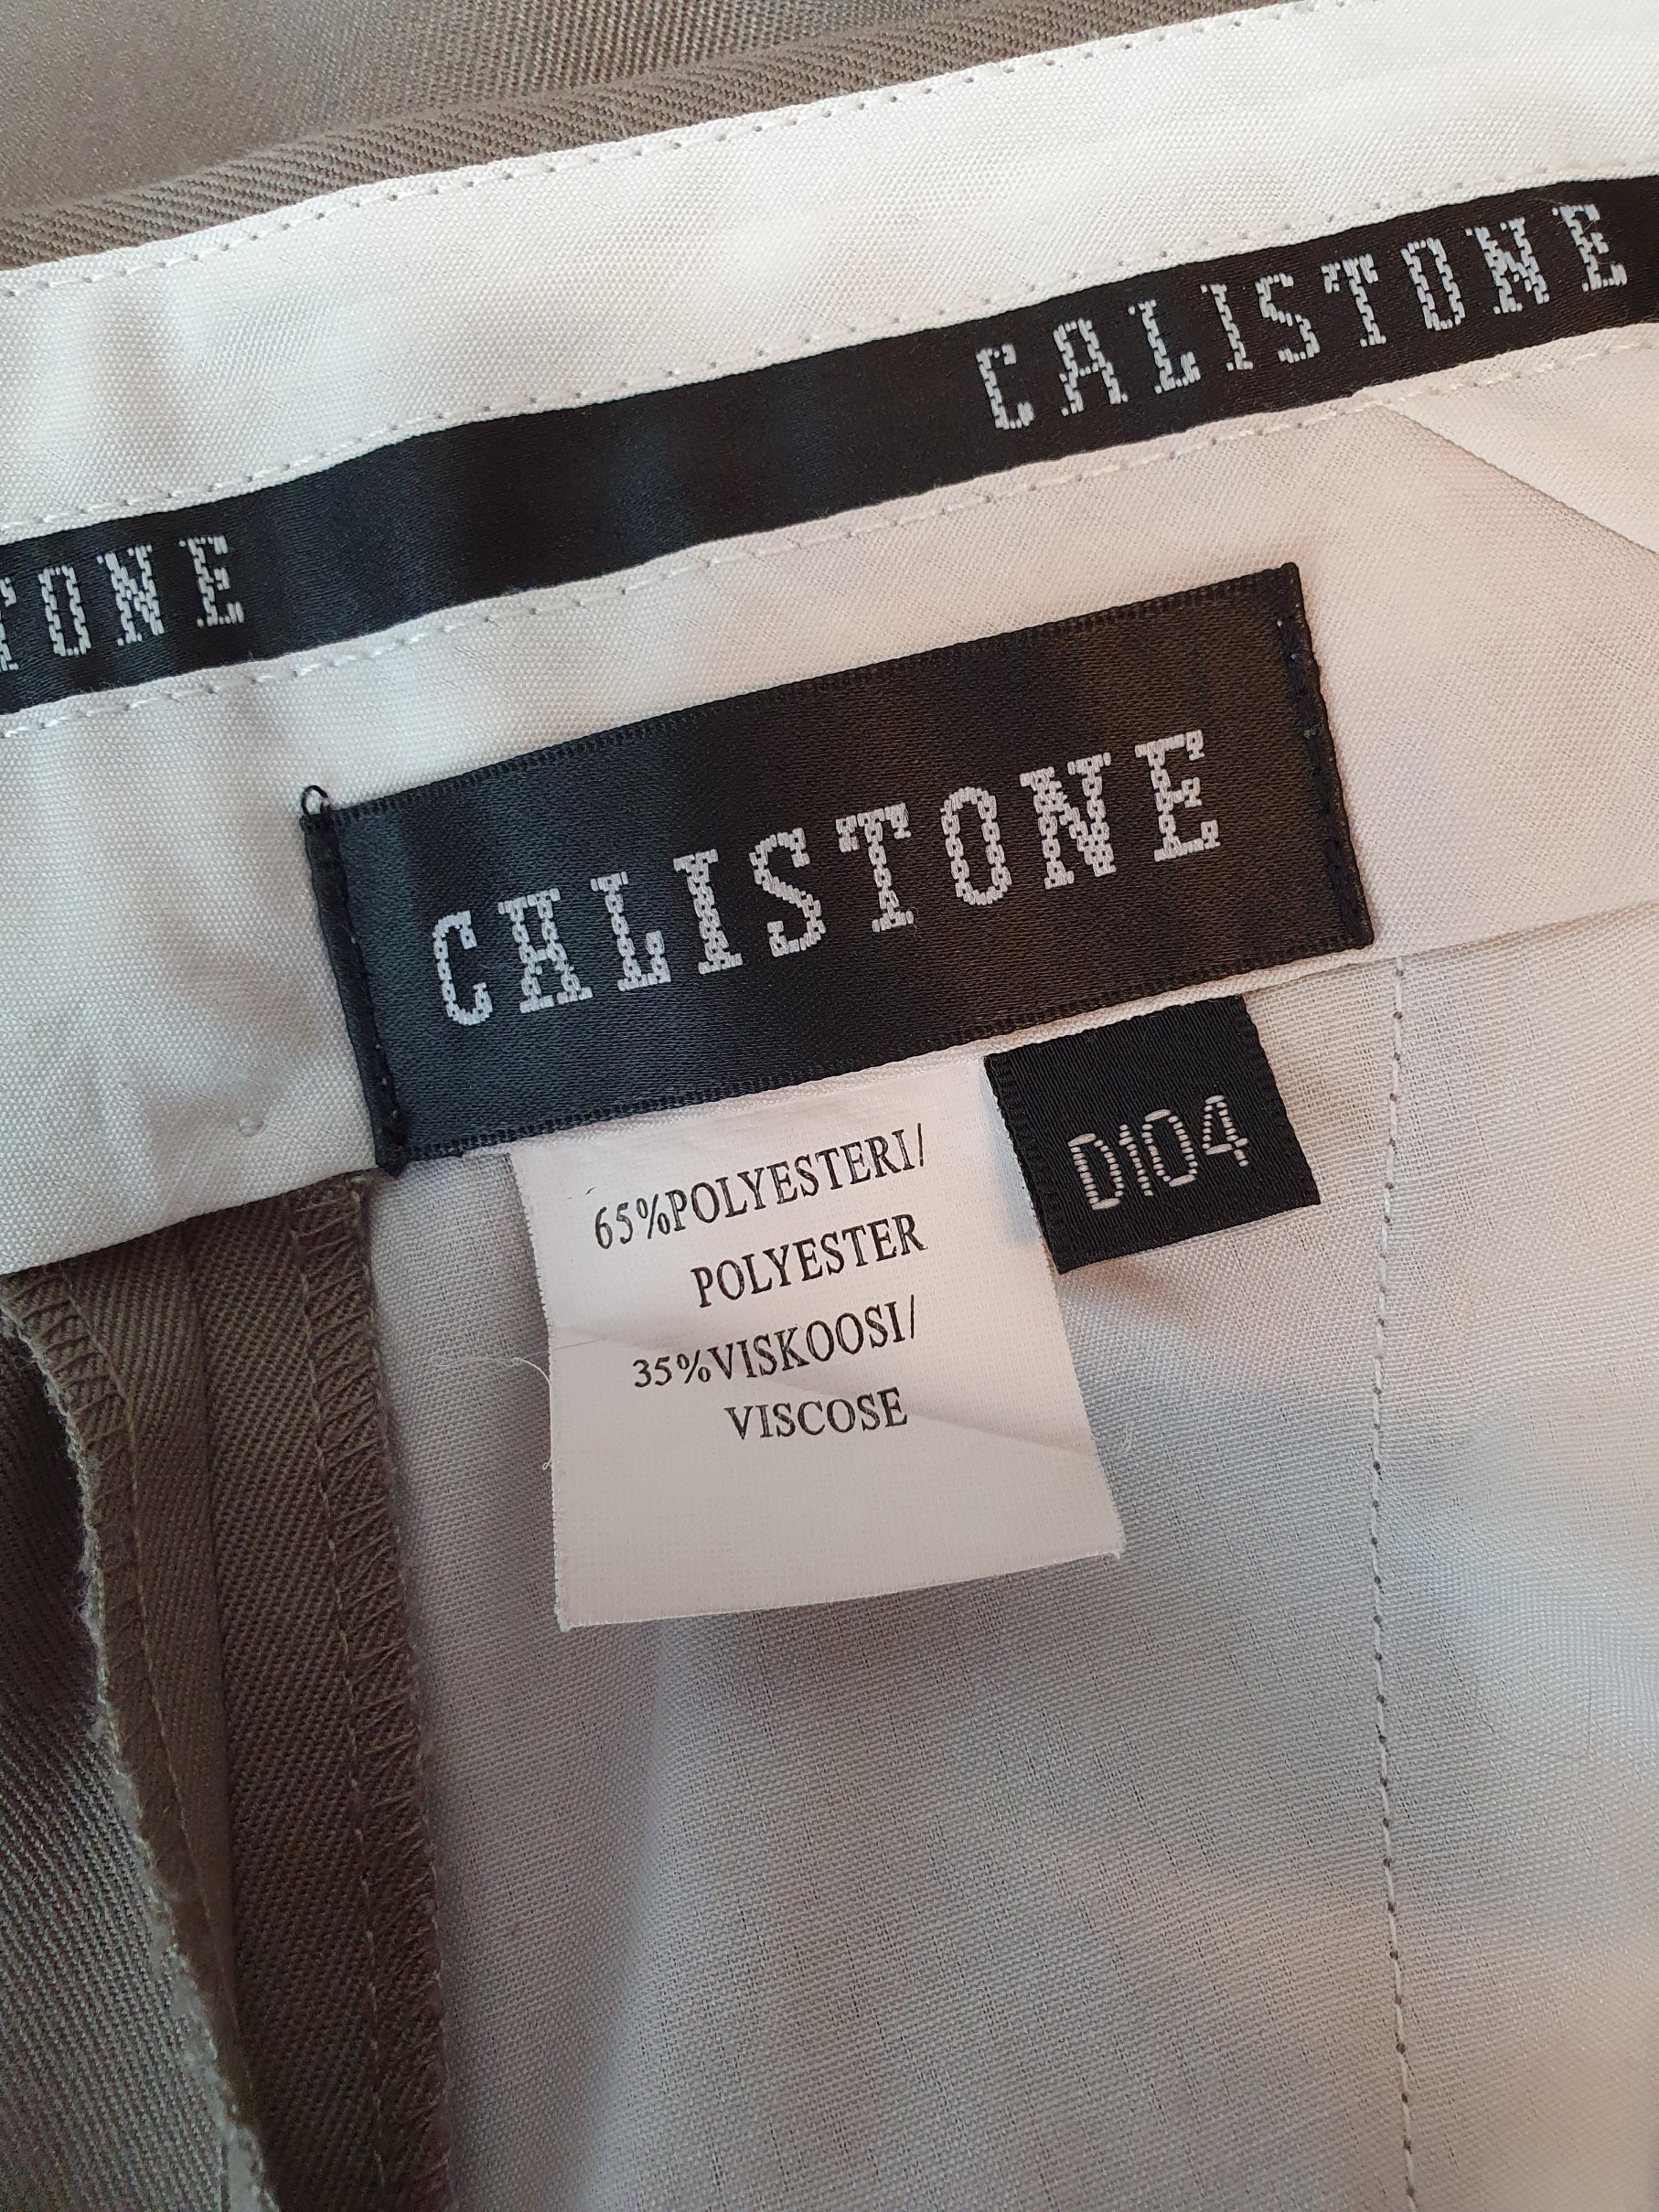 CALISTONE
TONE
CALISTONE
D104
65%POLYESTERI/
POLYESTER
35%VISKOOSI/
VISCOSE